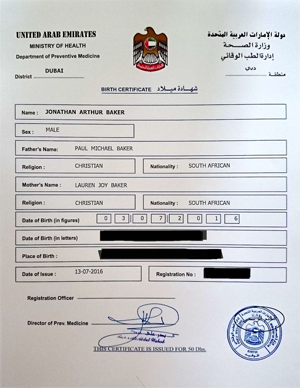 UNITED ARAB EMIRATES
MINISTRY OF HEALTH
Department of Preventive Medicine
DUBAI
District
دولة الإمارات العربية المتحدة
وزارة الصحة
إدارة الطب الوقائي
دبي
منطقة
BIRTH CERTIFICATE شهادة ميلاد
Name : JONATHAN ARTHUR BAKER
Sex : MALE
Father's Name: PAUL MICHAEL BAKER
Religion : CHRISTIAN Nationality : SOUTH AFRICAN
Mother's Name : LAUREN JOY BAKER
Religion : CHRISTIAN Nationality : SOUTH AFRICAN
Date of Birth (in figures) 0 3 0 7 2 0 1 6
Date of Birth (in letters)
Place of Birth :
Date of Issue : 13-07-2016 Registration No :
Registration Officer
Director of Prev. Medicine
THIS CERTIFICATE IS ISSUED FOR 50 Dhs.